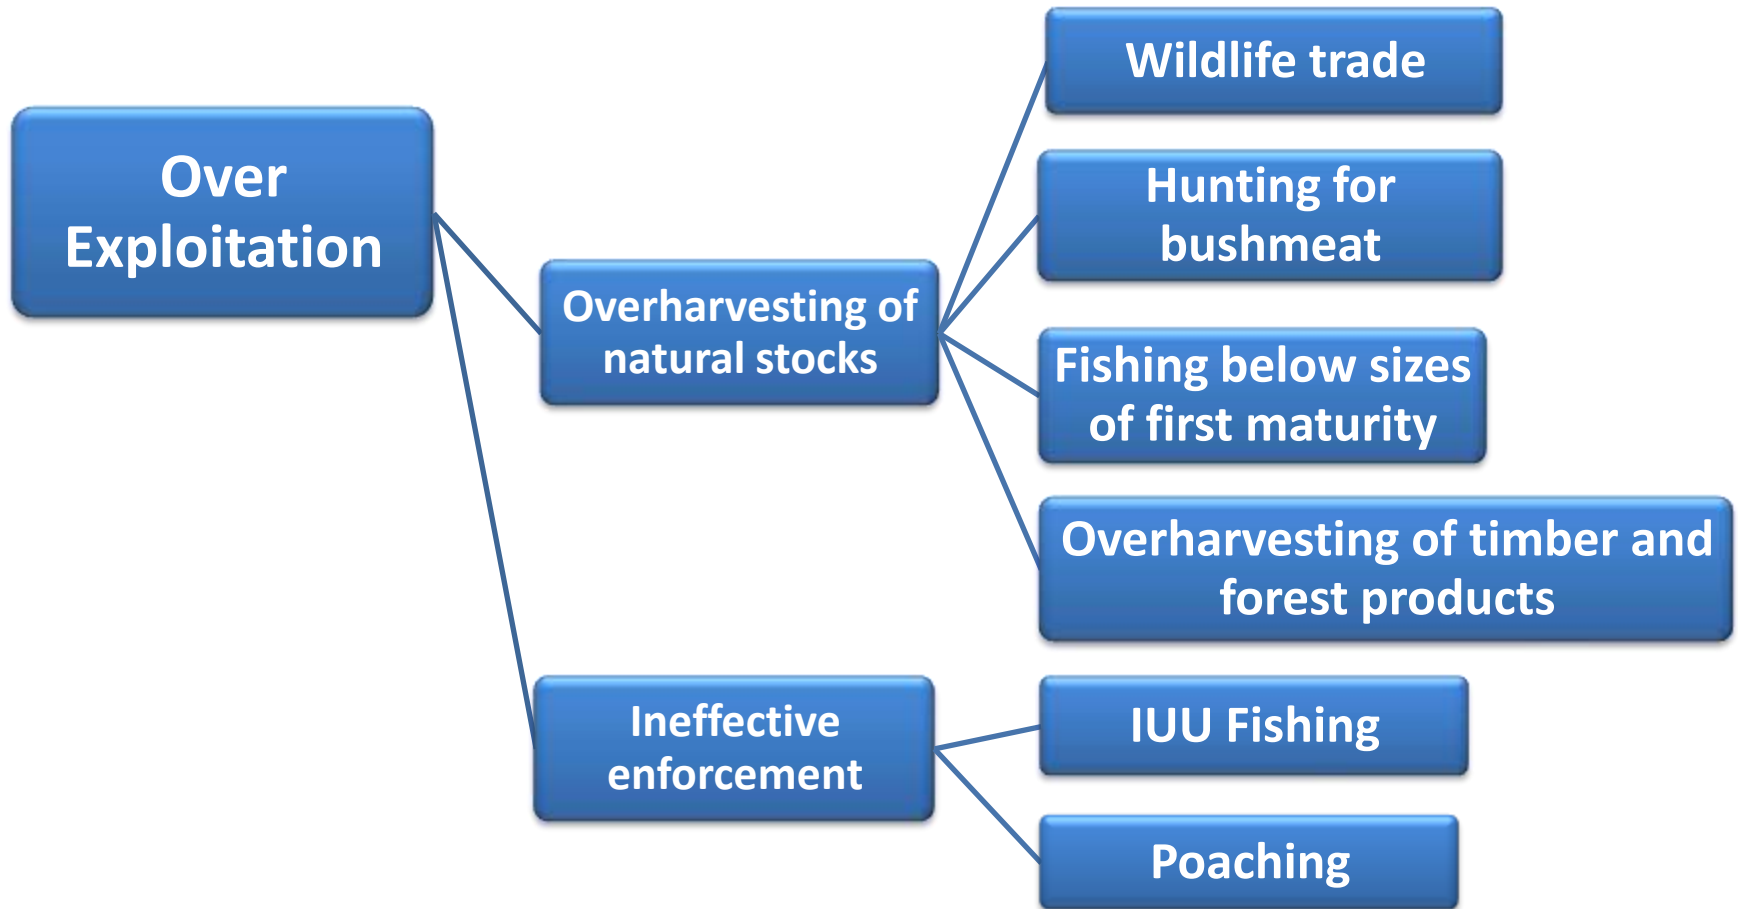 Over
Exploitation
Overharvesting of
natural stocks
Wildlife trade
Hunting for
bushmeat
Fishing below sizes
of first maturity
Overharvesting of timber and
forest products
Ineffective
enforcement
IUU Fishing
Poaching